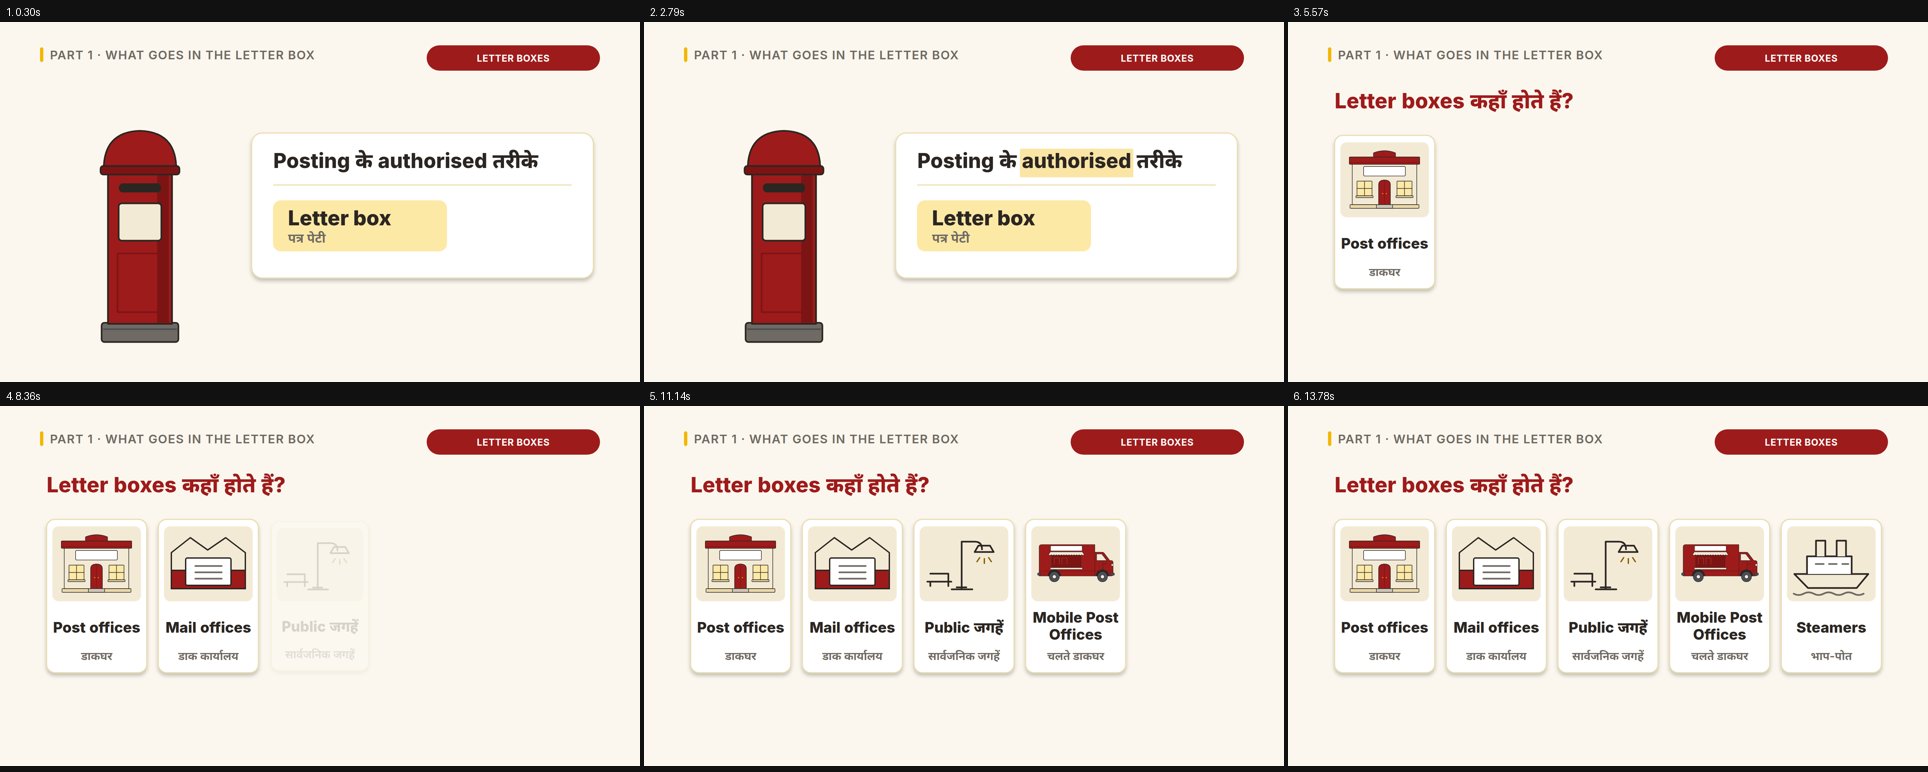 1. 0.30s
PART 1 · WHAT GOES IN THE LETTER BOX
LETTER BOXES
Posting के authorised तरीके
Letter box
पत्र पेटी
2. 2.79s
PART 1 · WHAT GOES IN THE LETTER BOX
LETTER BOXES
Posting के authorised तरीके
Letter box
पत्र पेटी
3. 5.57s
PART 1 · WHAT GOES IN THE LETTER BOX
LETTER BOXES
Letter boxes कहाँ होते हैं?
Post offices
डाकघर
4. 8.36s
PART 1 · WHAT GOES IN THE LETTER BOX
LETTER BOXES
Letter boxes कहाँ होते हैं?
Post offices
डाकघर
Mail offices
डाक कार्यालय
Public जगहें
सार्वजनिक जगहें
5. 11.14s
PART 1 · WHAT GOES IN THE LETTER BOX
LETTER BOXES
Letter boxes कहाँ होते हैं?
Post offices
डाकघर
Mail offices
डाक कार्यालय
Public जगहें
सार्वजनिक जगहें
Mobile Post
Offices
चलते डाकघर
6. 13.78s
PART 1 · WHAT GOES IN THE LETTER BOX
LETTER BOXES
Letter boxes कहाँ होते हैं?
Post offices
डाकघर
Mail offices
डाक कार्यालय
Public जगहें
सार्वजनिक जगहें
Mobile Post
Offices
चलते डाकघर
Steamers
भाप-पोत